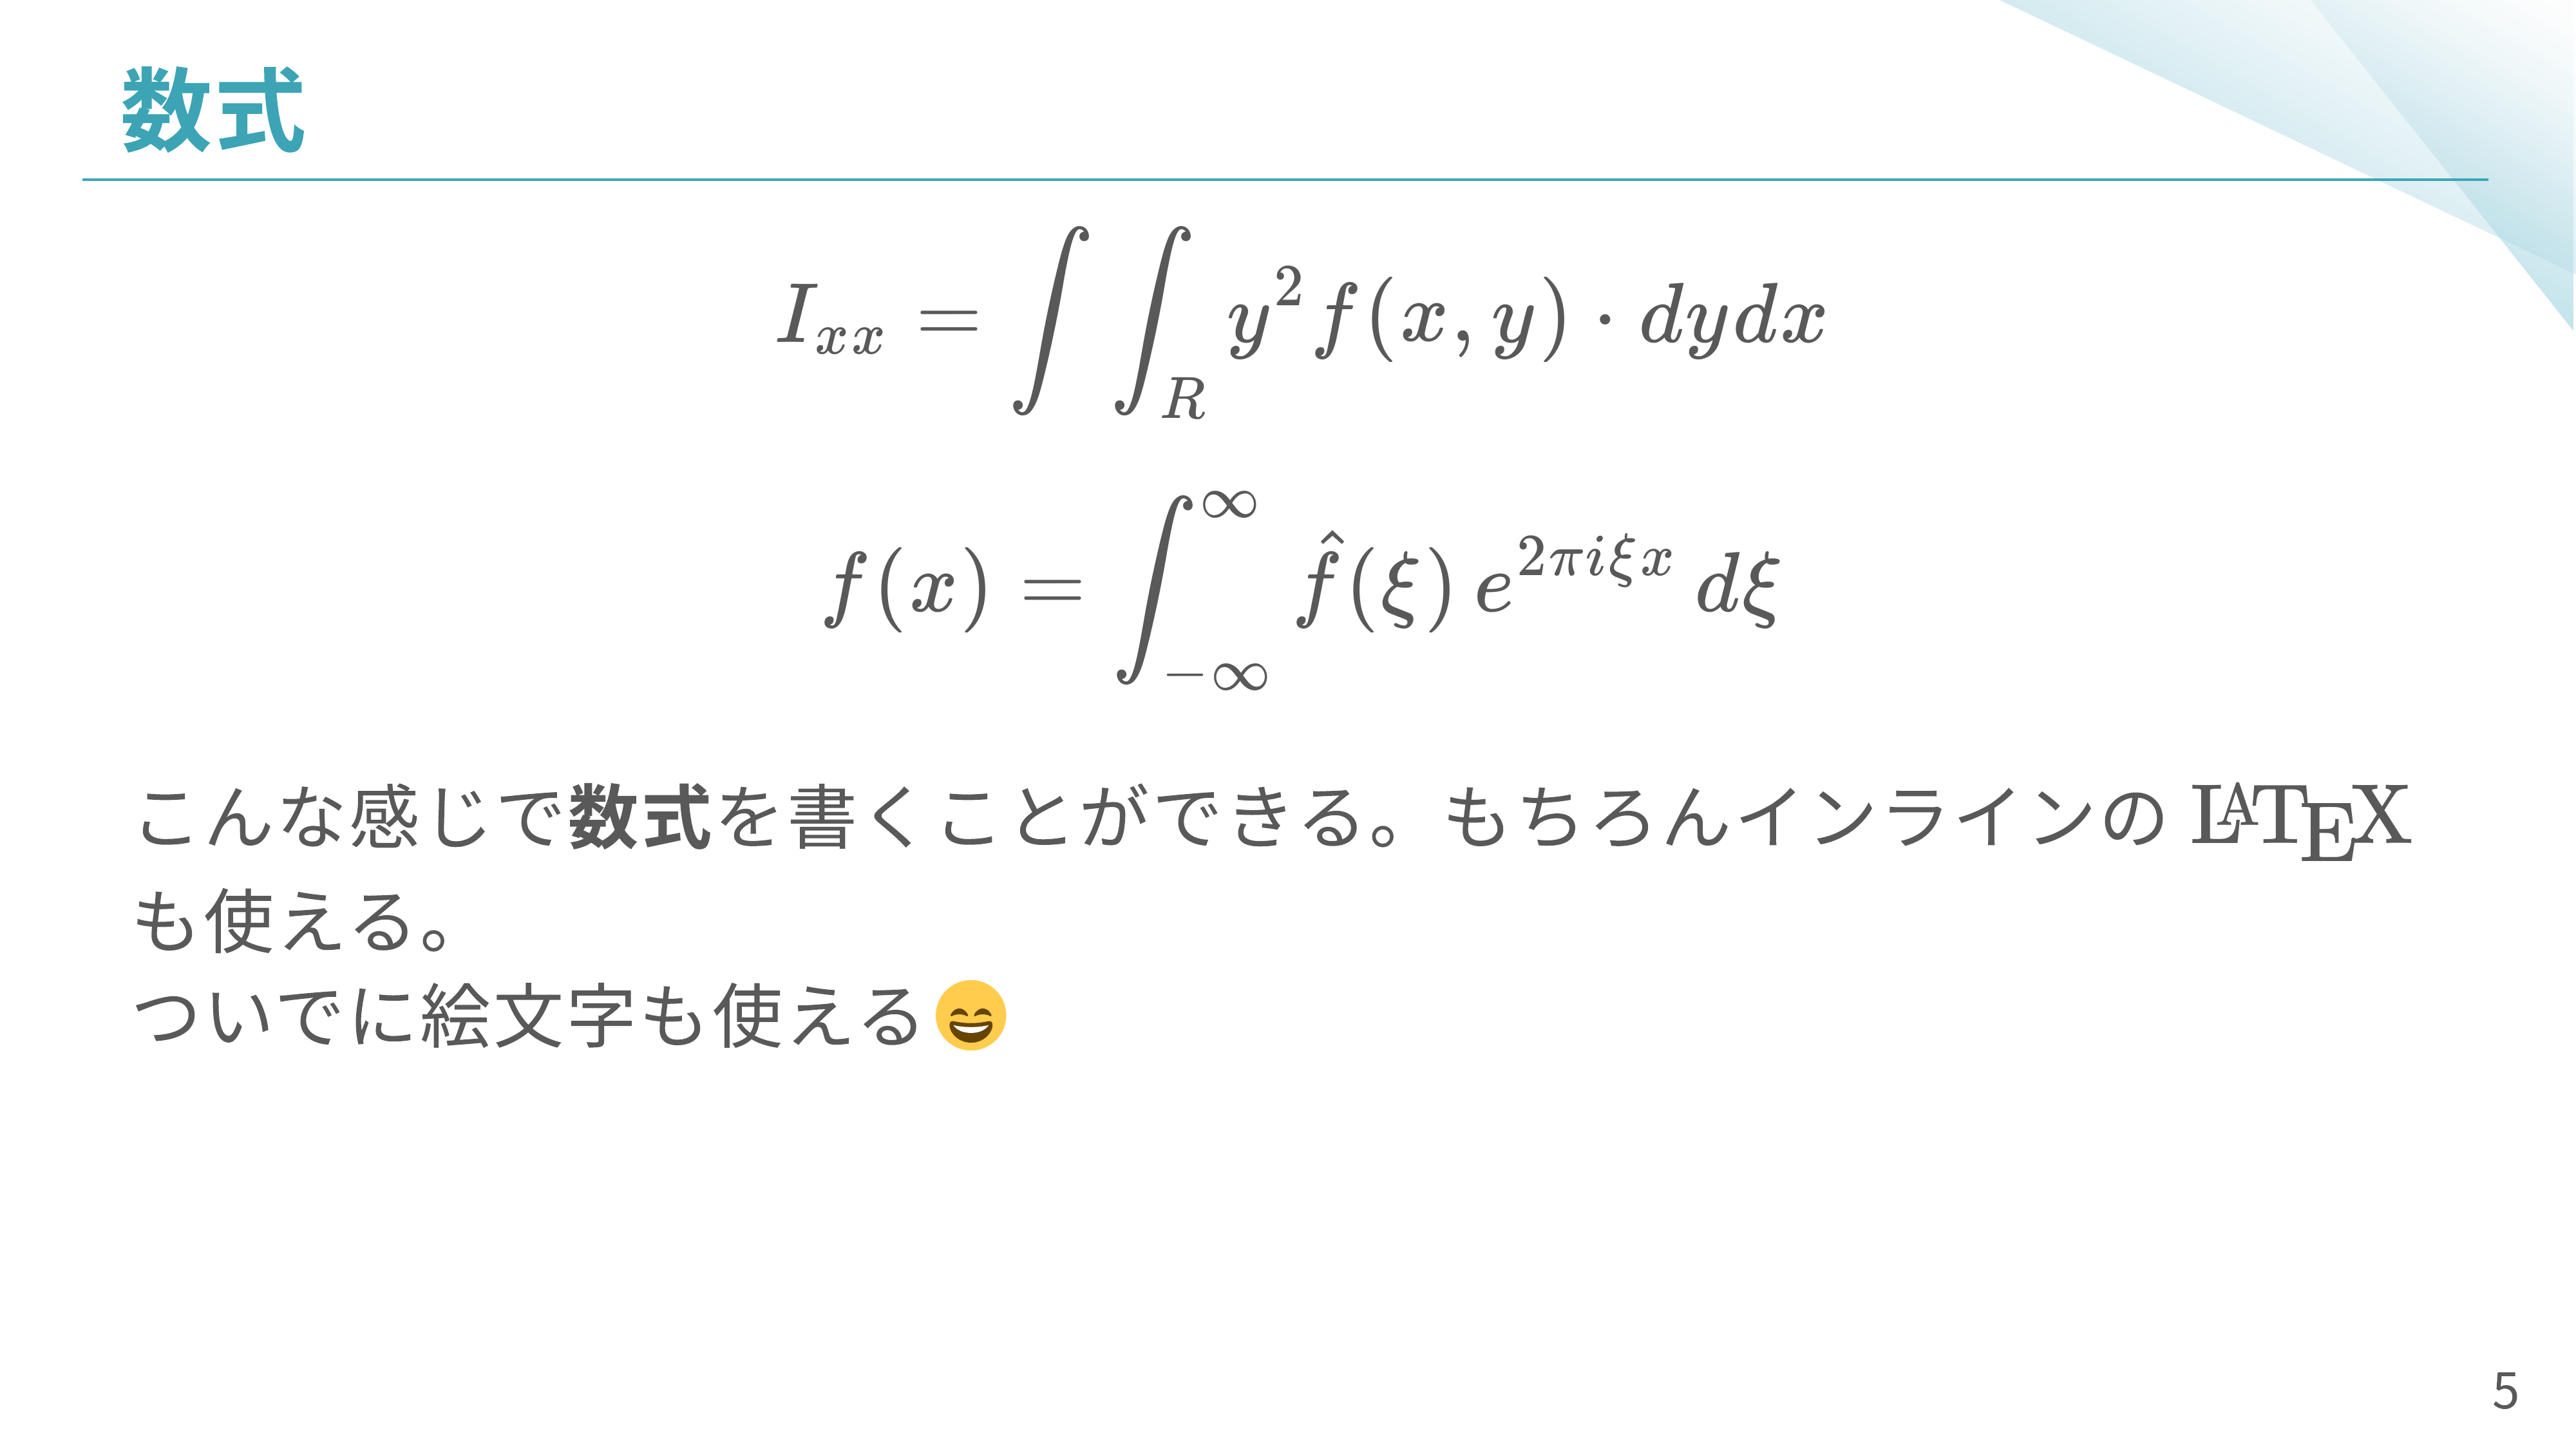 数式
$$I_{xx} = \int \int_R y^2 f(x, y) \cdot dydx$$
$$f(x) = \int_{-\infty}^{\infty} \hat{f}(\xi)\, e^{2\pi i \xi x}\, d\xi$$
こんな感じで数式を書くことができる。もちろんインラインの LATEX
も使える。
ついでに絵文字も使える😄
5